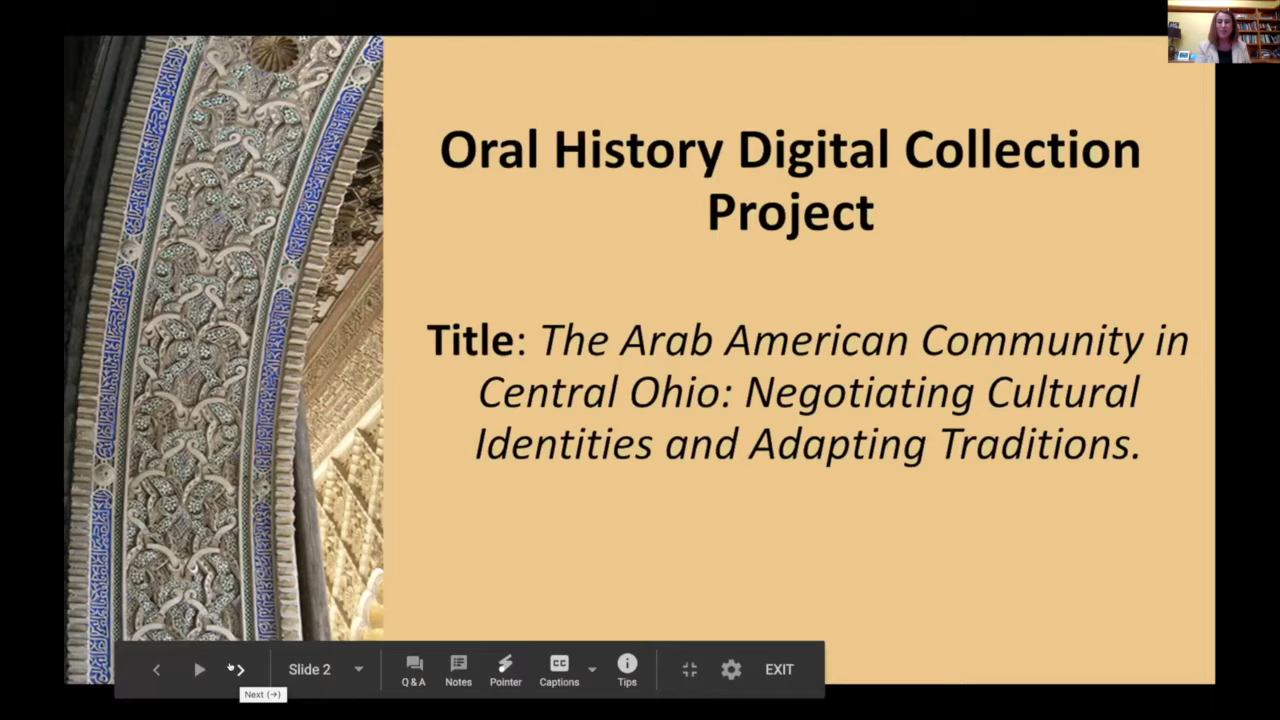 Oral History Digital Collection
Project
Title: The Arab American Community in
Central Ohio: Negotiating Cultural
Identities and Adapting Traditions.
Slide 2
Q & A
Notes
Pointer
CC
Captions
Tips
EXIT
Next (→)